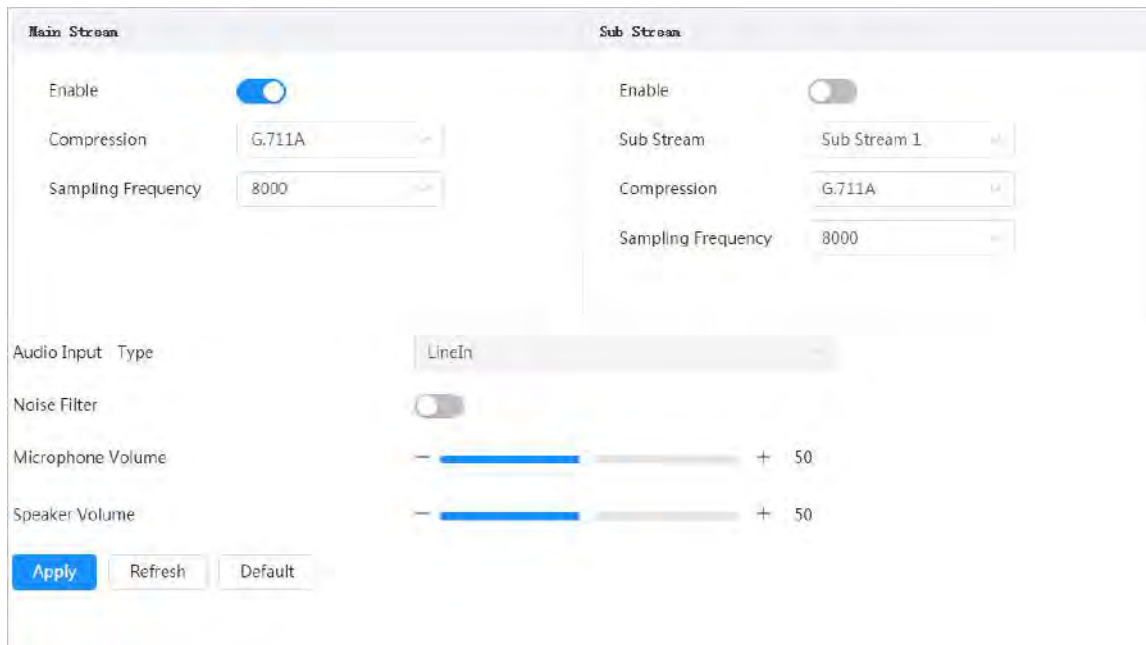 Main Stream
Sub Stream
Enable
Enable
Compression G.711A
Sub Stream Sub Stream 1
Sampling Frequency 8000
Compression G.711A
Sampling Frequency 8000
Audio Input Type LineIn
Noise Filter
Microphone Volume − + 50
Speaker Volume − + 50
Apply Refresh Default